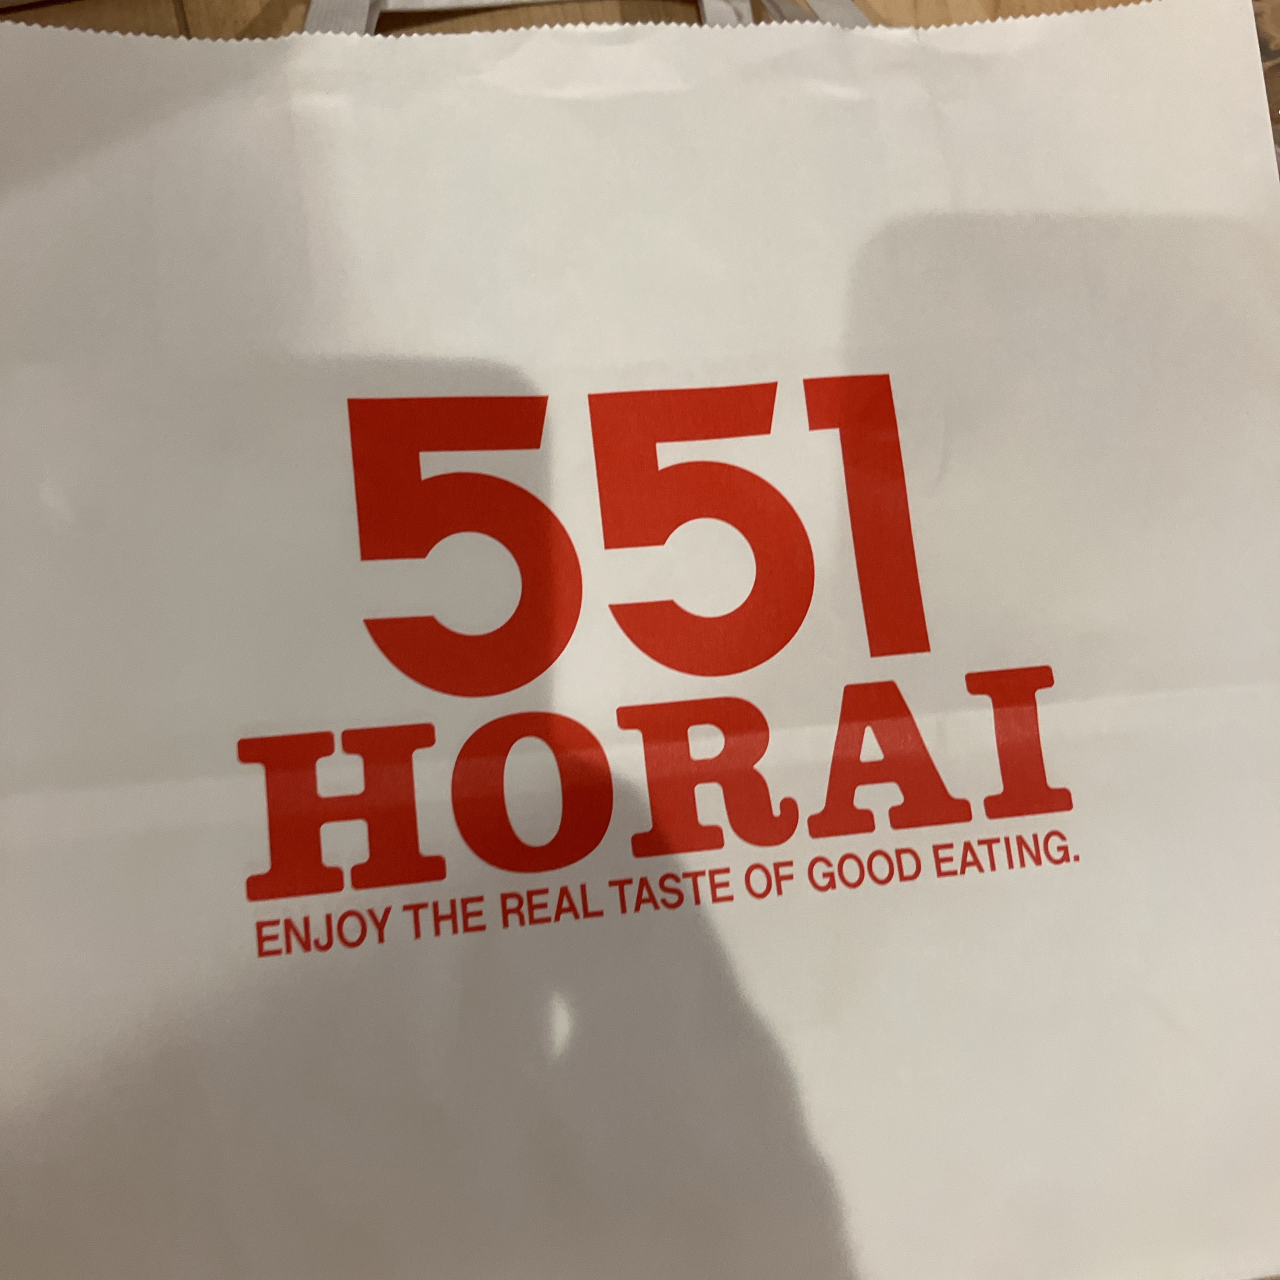 551
HORAI
ENJOY THE REAL TASTE OF GOOD EATING.